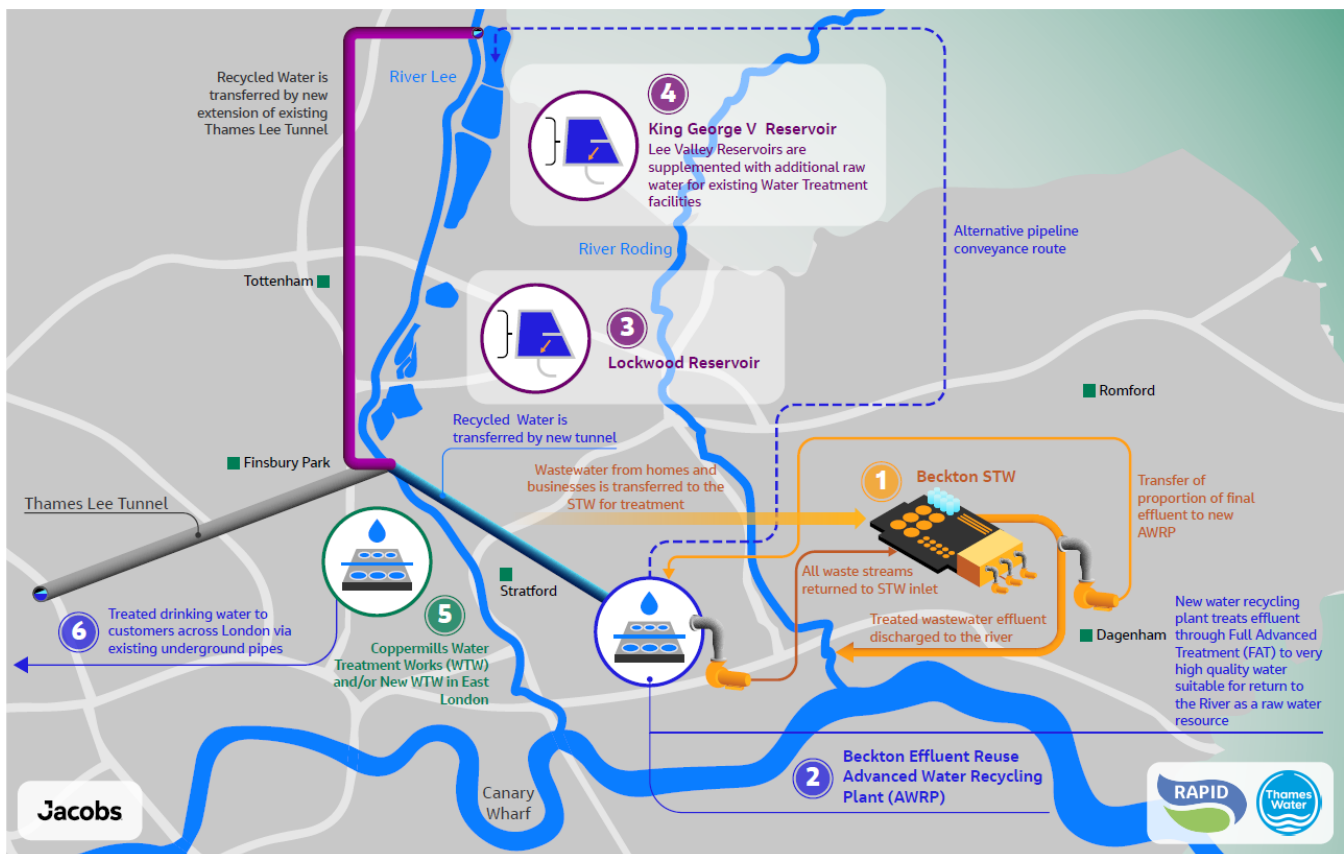 Recycled Water is
transferred by new
extension of existing
Thames Lee Tunnel
River Lee
4
King George V Reservoir
Lee Valley Reservoirs are
supplemented with additional raw
water for existing Water Treatment
facilities
River Roding
Alternative pipeline
conveyance route
Tottenham
3
Lockwood Reservoir
Romford
Recycled Water is
transferred by new tunnel
Finsbury Park
Thames Lee Tunnel
Wastewater from homes and
businesses is transferred to the
STW for treatment
1
Beckton STW
Transfer of
proportion of final
effluent to new
AWRP
Stratford
All waste streams
returned to STW inlet
Treated wastewater effluent
discharged to the river
Dagenham
New water recycling
plant treats effluent
through Full Advanced
Treatment (FAT) to very
high quality water
suitable for return to
the River as a raw water
resource
6
Treated drinking water to
customers across London via
existing underground pipes
5
Coppermills Water
Treatment Works (WTW)
and/or New WTW in East
London
2
Beckton Effluent Reuse
Advanced Water Recycling
Plant (AWRP)
Canary
Wharf
Jacobs
RAPID
Thames
Water